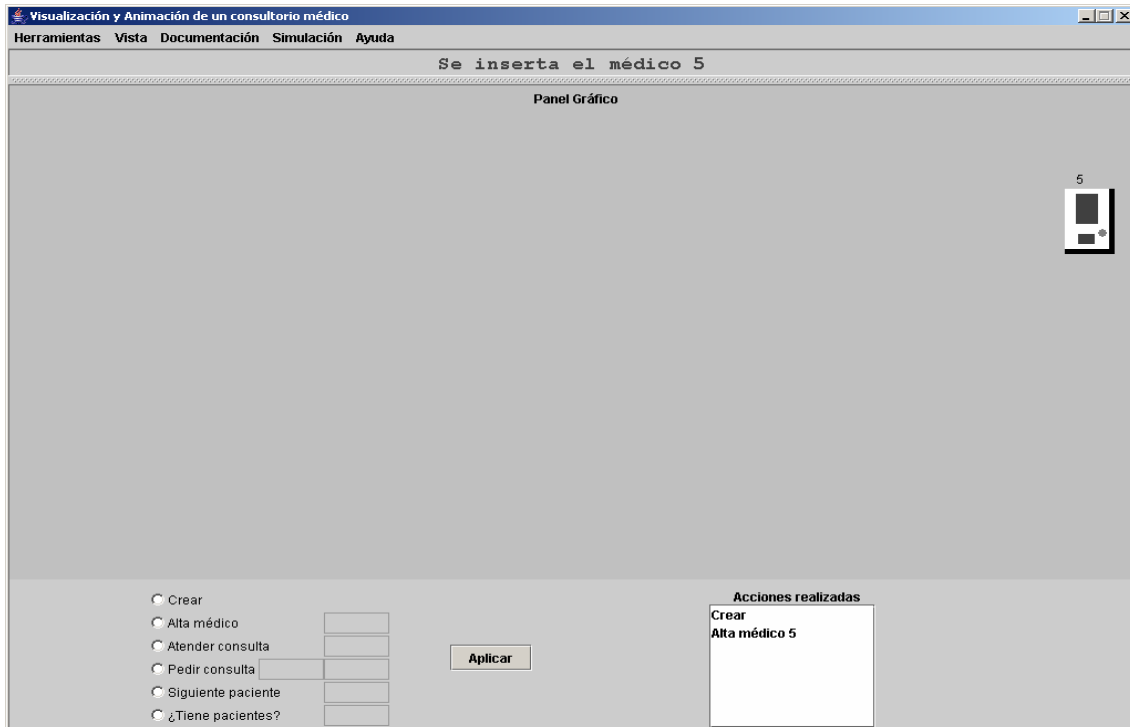 Visualización y Animación de un consultorio médico
Herramientas Vista Documentación Simulación Ayuda
Se inserta el médico 5
Panel Gráfico
5
Crear
Alta médico
Atender consulta
Pedir consulta
Siguiente paciente
¿Tiene pacientes?
Aplicar
Acciones realizadas
Crear
Alta médico 5